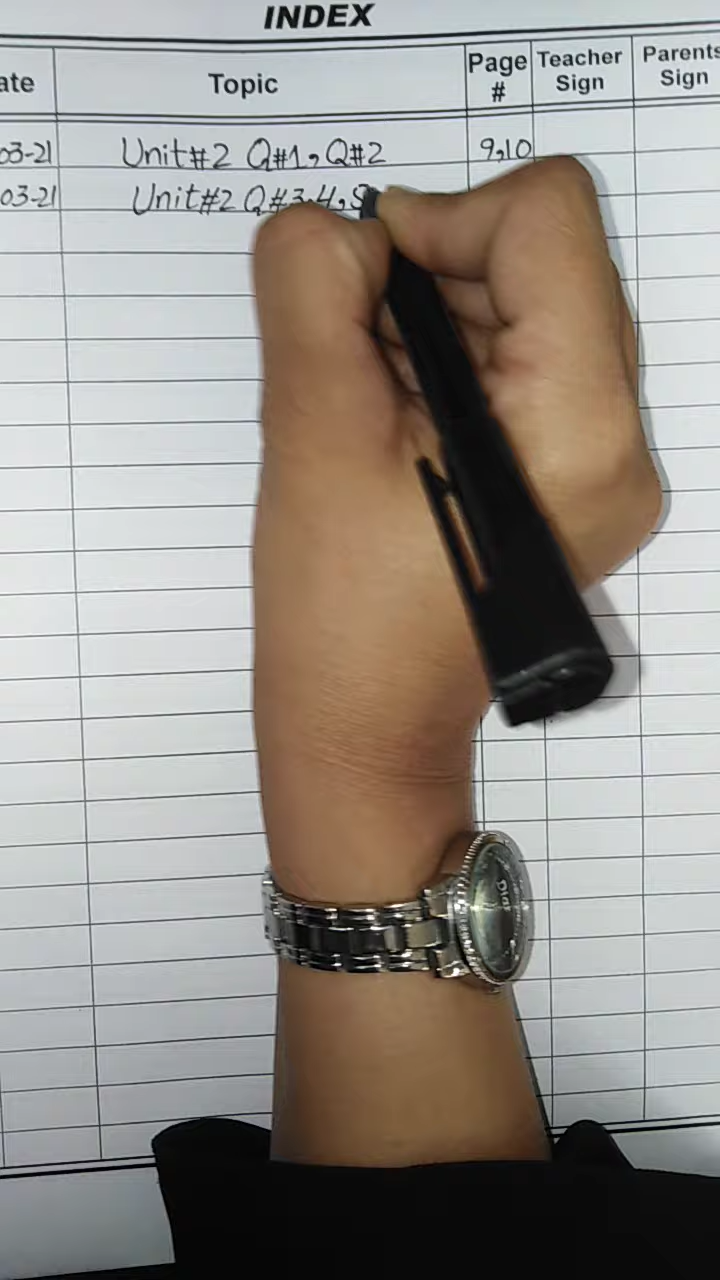 INDEX
ate Topic Page # Teacher Sign Parents Sign
03-21 Unit#2 Q#1, Q#2 9,10
03-21 Unit#2 Q#3,4,